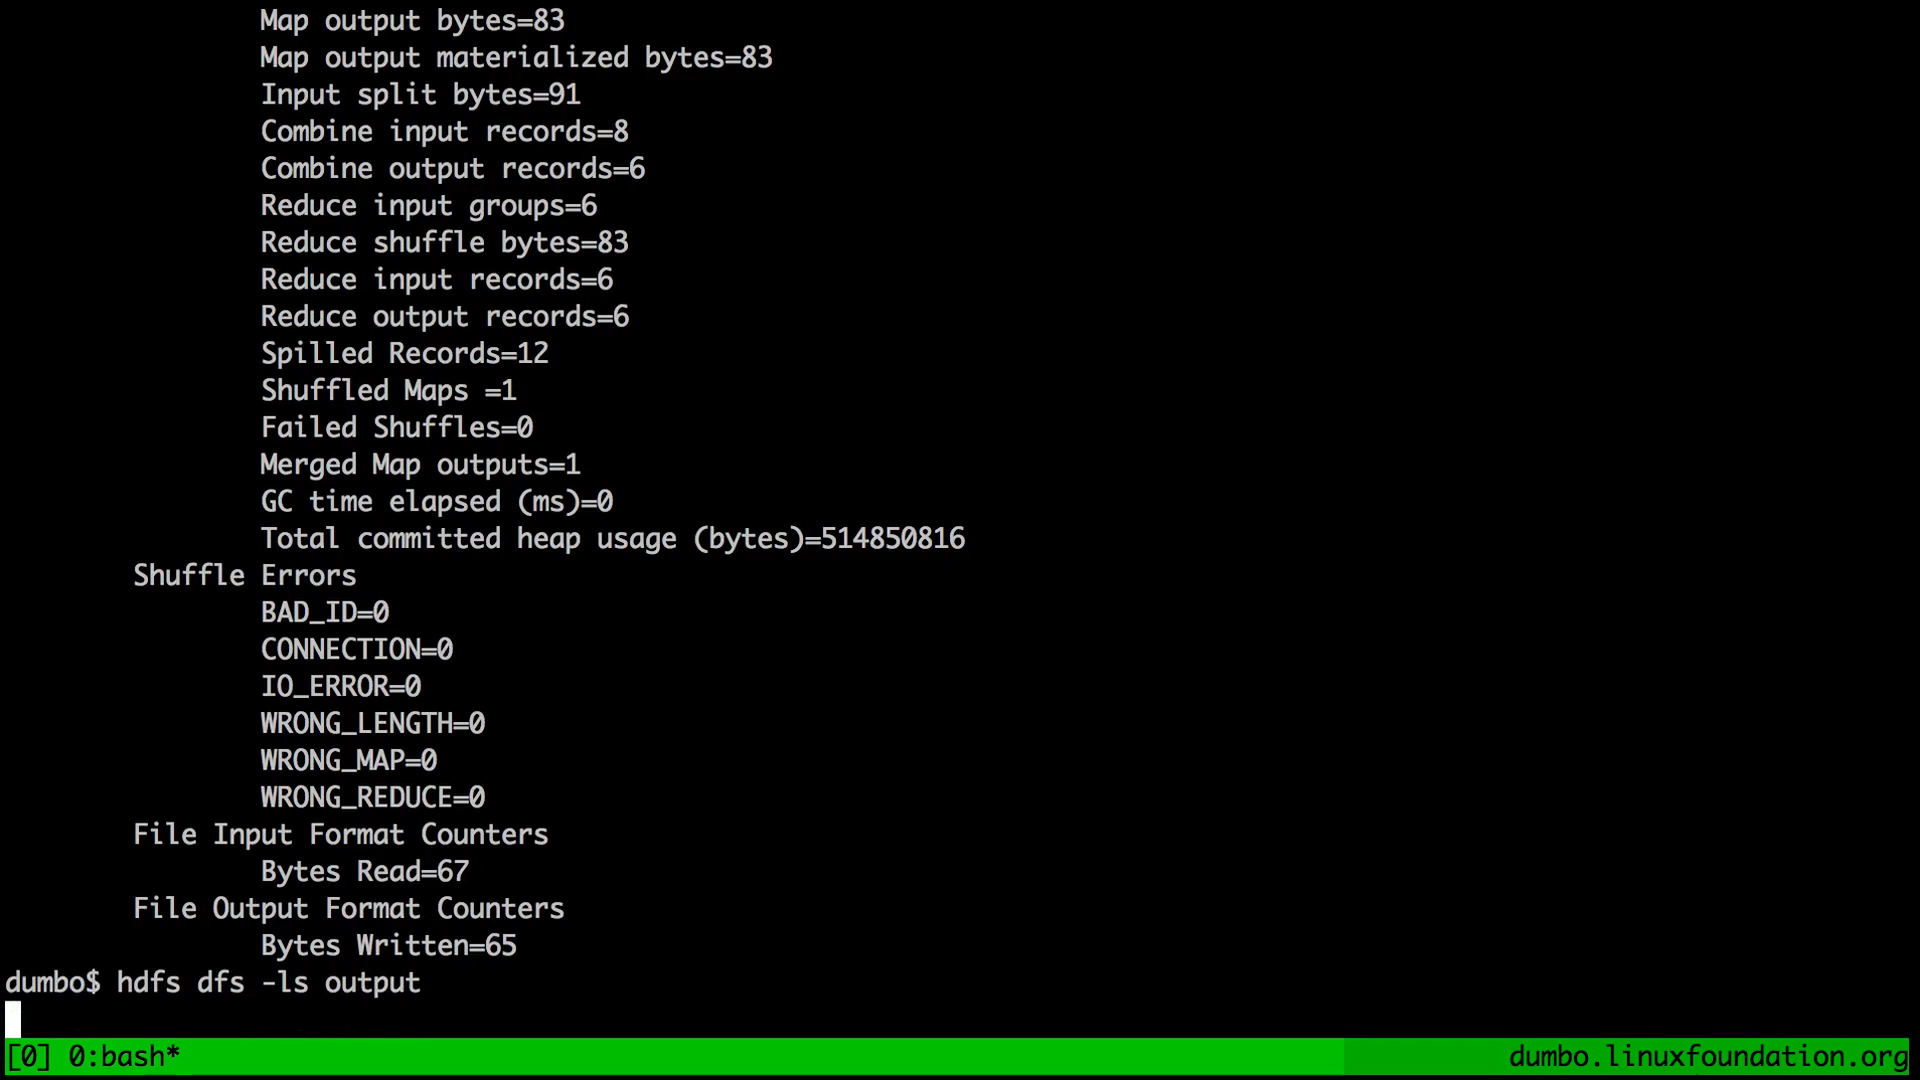 Map output bytes=83
Map output materialized bytes=83
Input split bytes=91
Combine input records=8
Combine output records=6
Reduce input groups=6
Reduce shuffle bytes=83
Reduce input records=6
Reduce output records=6
Spilled Records=12
Shuffled Maps =1
Failed Shuffles=0
Merged Map outputs=1
GC time elapsed (ms)=0
Total committed heap usage (bytes)=514850816
Shuffle Errors
BAD_ID=0
CONNECTION=0
IO_ERROR=0
WRONG_LENGTH=0
WRONG_MAP=0
WRONG_REDUCE=0
File Input Format Counters
Bytes Read=67
File Output Format Counters
Bytes Written=65
dumbo$ hdfs dfs -ls output
[0] 0:bash* dumbo.linuxfoundation.org